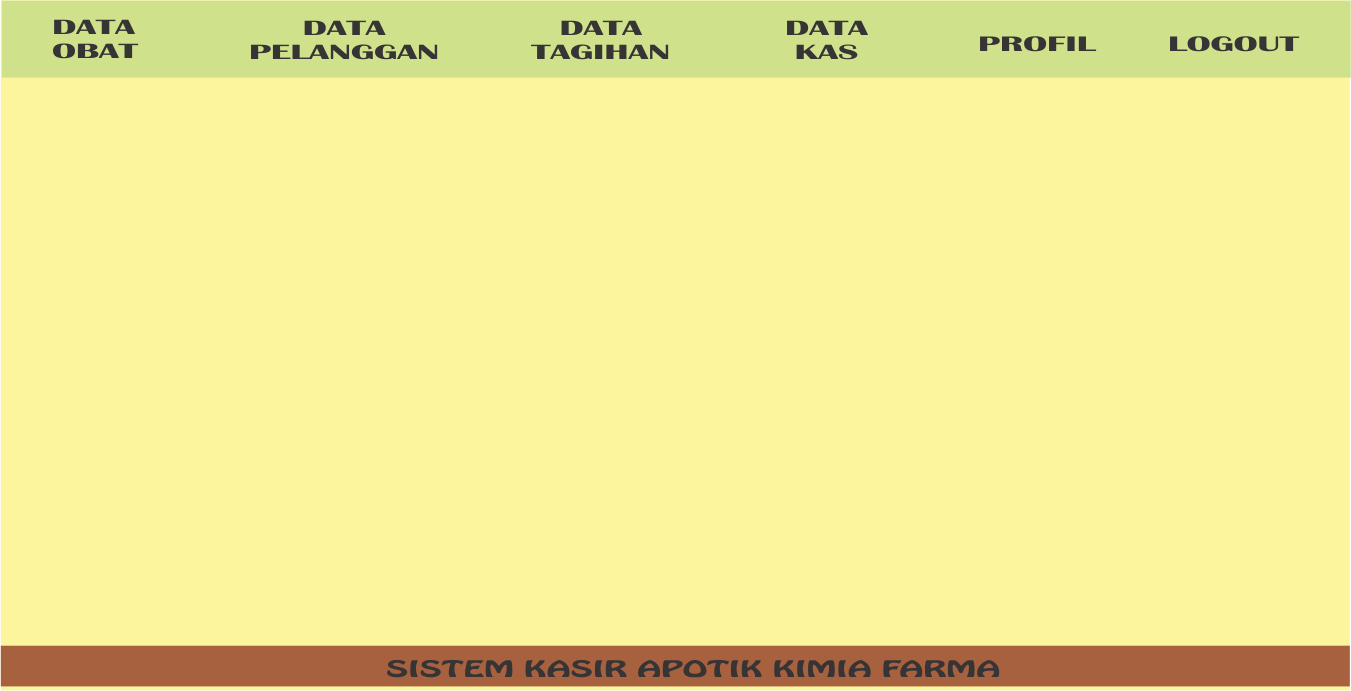 DATA
OBAT
DATA
PELANGGAN
DATA
TAGIHAN
DATA
KAS
PROFIL
LOGOUT
SISTEM KASIR APOTIK KIMIA FARMA